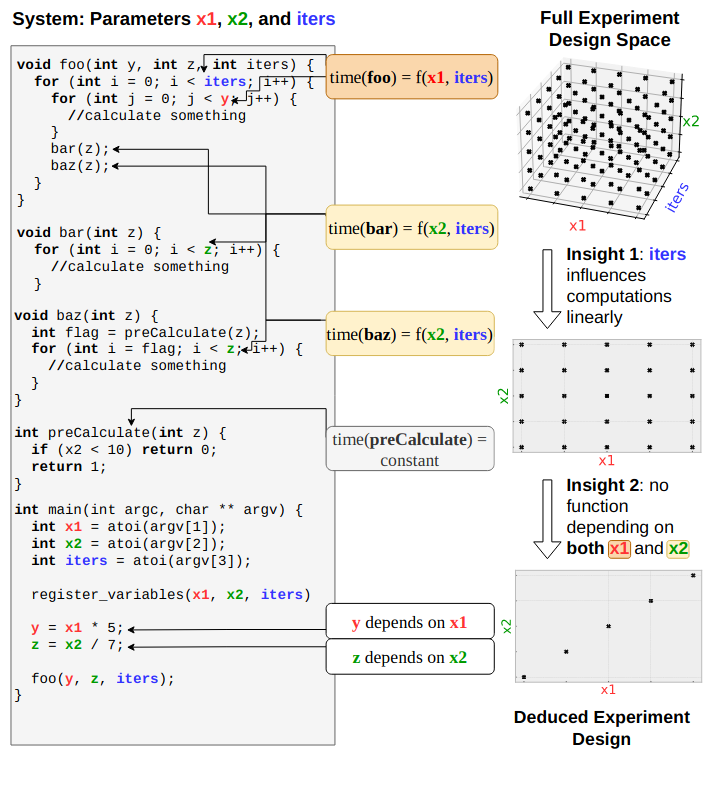 System: Parameters x1, x2, and iters
void foo(int y, int z, int iters) {
for (int i = 0; i < iters; i++) {
for (int j = 0; j < y; j++) {
//calculate something
}
bar(z);
baz(z);
}
}
void bar(int z) {
for (int i = 0; i < z; i++) {
//calculate something
}
void baz(int z) {
int flag = preCalculate(z);
for (int i = flag; i < z; i++) {
//calculate something
}
}
int preCalculate(int z) {
if (x2 < 10) return 0;
return 1;
}
int main(int argc, char ** argv) {
int x1 = atoi(argv[1]);
int x2 = atoi(argv[2]);
int iters = atoi(argv[3]);
register_variables(x1, x2, iters)
y = x1 * 5;
z = x2 / 7;
foo(y, z, iters);
}
time(foo) = f(x1, iters)
time(bar) = f(x2, iters)
time(baz) = f(x2, iters)
time(preCalculate) =
constant
y depends on x1
z depends on x2
Full Experiment
Design Space
x2
iters
x1
Insight 1: iters
influences
computations
linearly
x2
x1
Insight 2: no
function
depending on
both x1 and x2
x2
x1
Deduced Experiment
Design